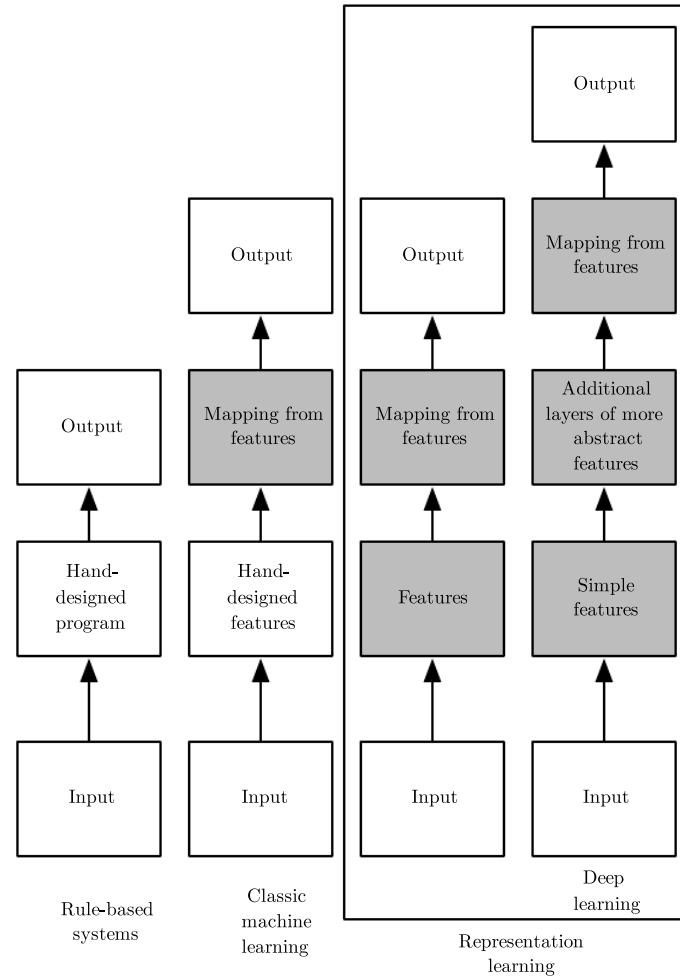 Output
Output
Output
Mapping from
features
Output
Mapping from
features
Mapping from
features
Additional
layers of more
abstract
features
Hand-
designed
program
Hand-
designed
features
Features
Simple
features
Input
Input
Input
Input
Rule-based
systems
Classic
machine
learning
Deep
learning
Representation
learning